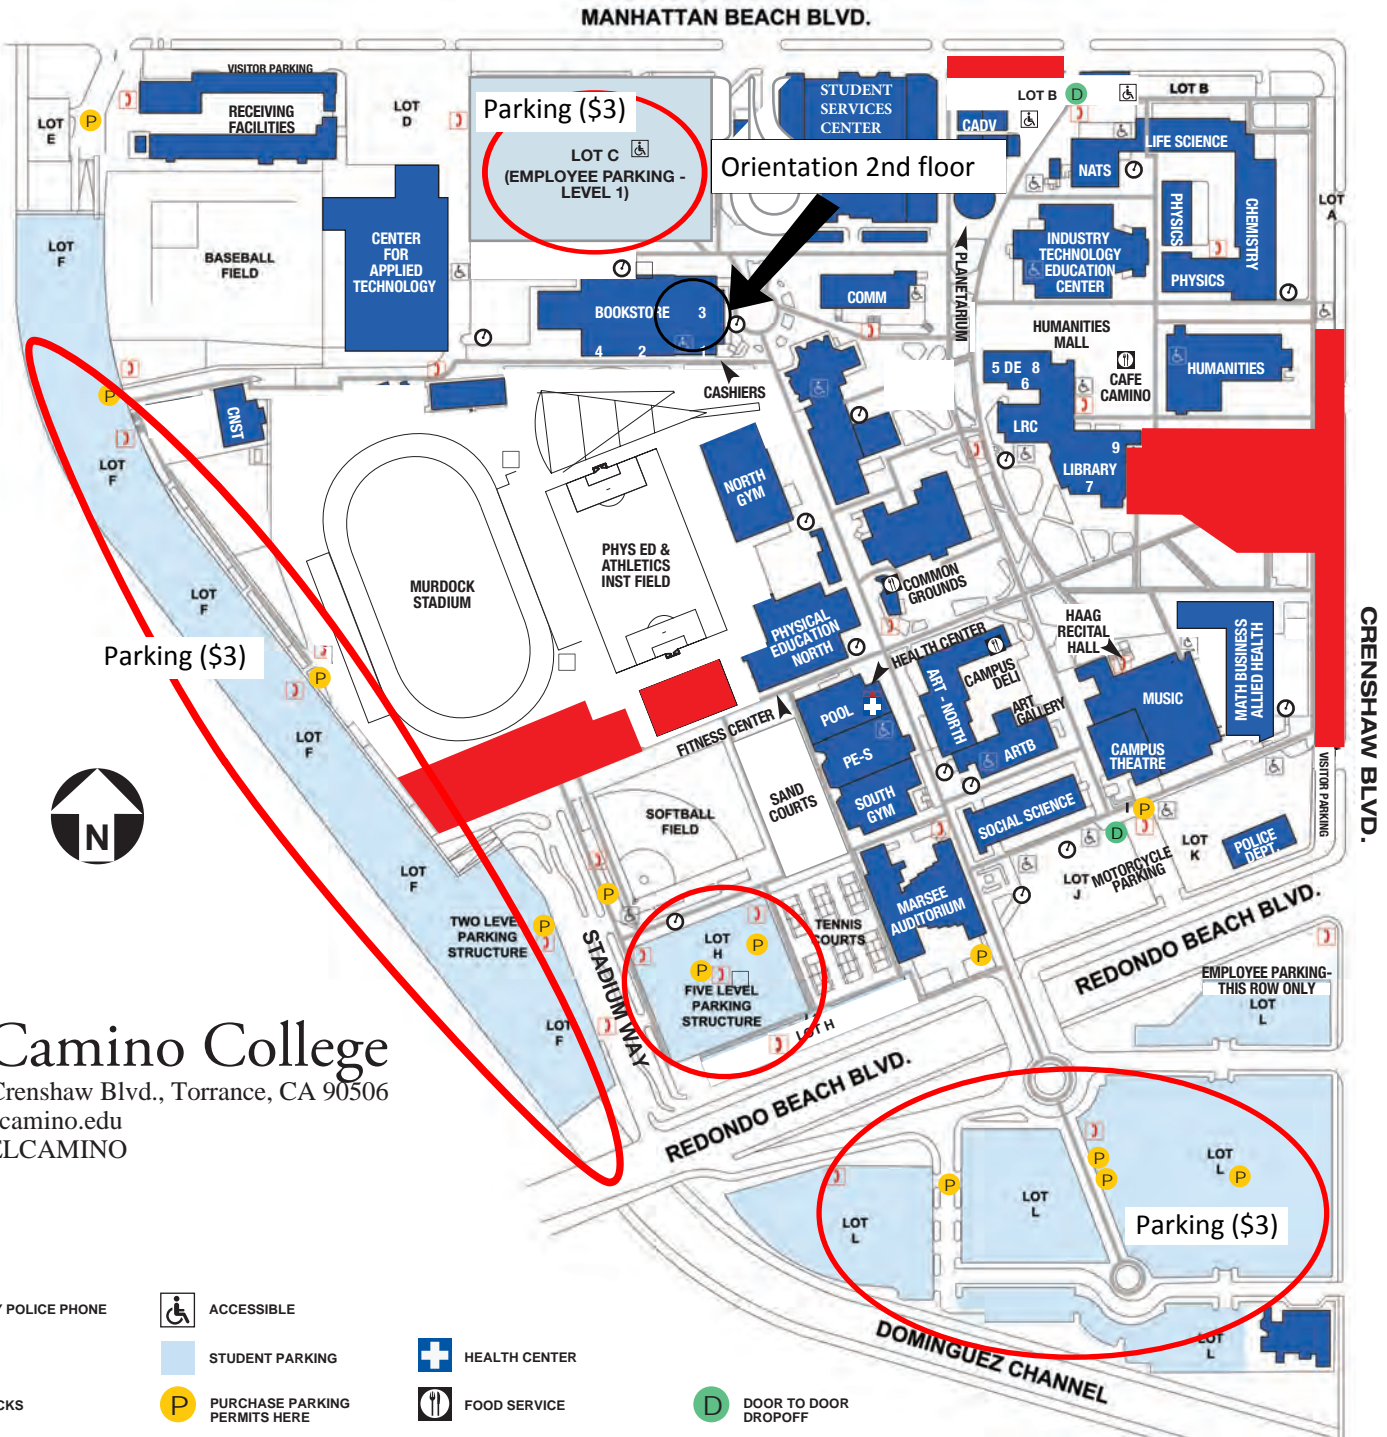 MANHATTAN BEACH BLVD.
VISITOR PARKING
RECEIVING
FACILITIES
LOT
E
P
LOT
D
Parking ($3)
LOT C
(EMPLOYEE PARKING -
LEVEL 1)
STUDENT
SERVICES
CENTER
Orientation 2nd floor
CADV
LOT B
D
LOT B
LIFE SCIENCE
NATS
PHYSICS
CHEMISTRY
PHYSICS
LOT
A
LOT
F
BASEBALL
FIELD
CENTER
FOR
APPLIED
TECHNOLOGY
BOOKSTORE
3
4
2
1
CASHIERS
COMM
PLANETARIUM
INDUSTRY
TECHNOLOGY
EDUCATION
CENTER
HUMANITIES
MALL
5 DE 8
6
CAFE
CAMINO
HUMANITIES
LRC
9
LIBRARY
7
P
LOT
F
CNST
NORTH
GYM
MURDOCK
STADIUM
PHYS ED &
ATHLETICS
INST FIELD
LOT
F
Parking ($3)
P
LOT
F
COMMON
GROUNDS
PHYSICAL
EDUCATION
NORTH
HEALTH CENTER
HAAG
RECITAL
HALL
CAMPUS
DELI
ART - NORTH
ART
GALLERY
ARTB
MUSIC
CAMPUS
THEATRE
MATH BUSINESS
ALLIED HEALTH
CRENSHAW BLVD.
VISITOR PARKING
FITNESS CENTER
POOL
PE-S
SOUTH
GYM
SAND
COURTS
SOFTBALL
FIELD
SOCIAL SCIENCE
P
D
LOT
K
POLICE
DEPT.
LOT
J
MOTORCYCLE
PARKING
N
LOT
F
TWO LEVEL
PARKING
STRUCTURE
P
P
STADIUM WAY
LOT
H
P
P
FIVE LEVEL
PARKING
STRUCTURE
LOT H
TENNIS
COURTS
MARSEE
AUDITORIUM
P
REDONDO BEACH BLVD.
EMPLOYEE PARKING-
THIS ROW ONLY
LOT
L
LOT
F
REDONDO BEACH BLVD.
Camino College
Crenshaw Blvd., Torrance, CA 90506
camino.edu
ELCAMINO
P
LOT
L
LOT
L
P
P
LOT
L
P
Parking ($3)
LOT
L
DOMINGUEZ CHANNEL
Y POLICE PHONE
ACCESSIBLE
STUDENT PARKING
HEALTH CENTER
CKS
P
PURCHASE PARKING
PERMITS HERE
FOOD SERVICE
D
DOOR TO DOOR
DROPOFF